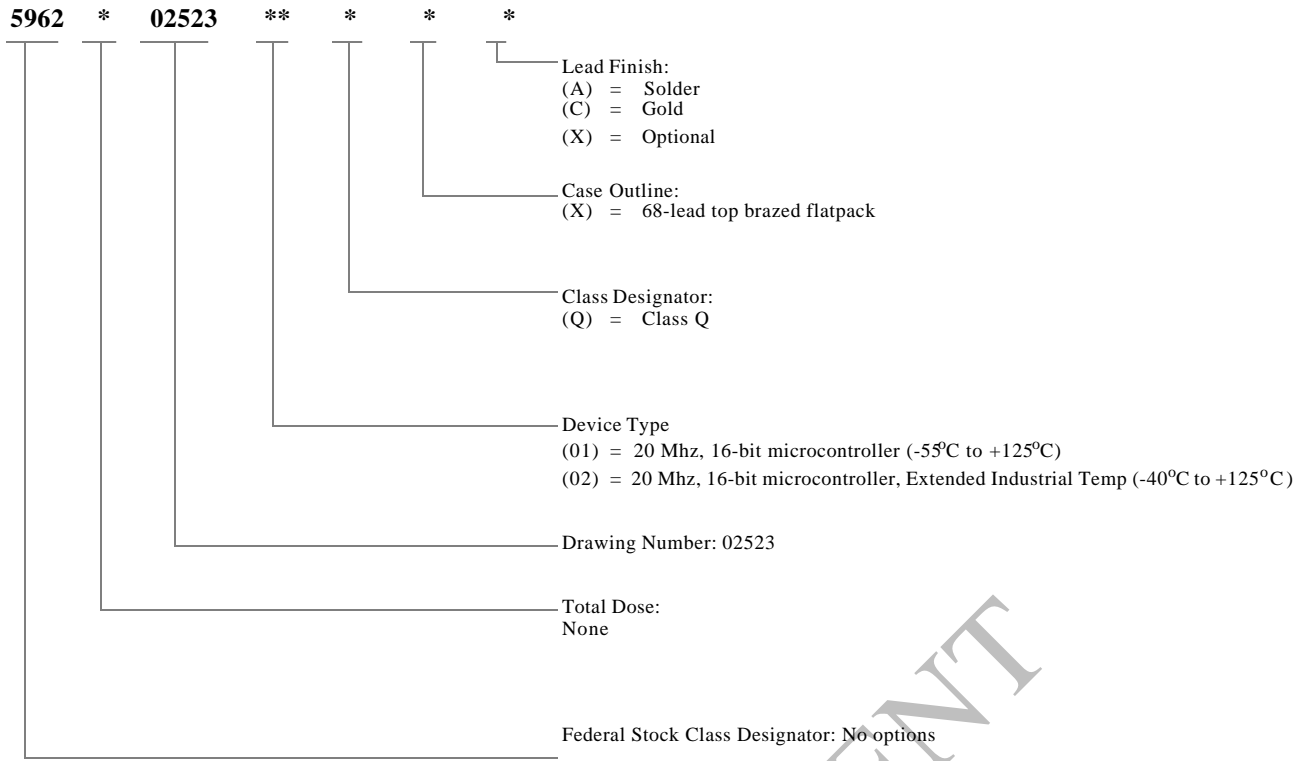 5962 * 02523 ** * * *
Lead Finish:
(A) = Solder
(C) = Gold
(X) = Optional
Case Outline:
(X) = 68-lead top brazed flatpack
Class Designator:
(Q) = Class Q
Device Type
(01) = 20 Mhz, 16-bit microcontroller (-55°C to +125°C)
(02) = 20 Mhz, 16-bit microcontroller, Extended Industrial Temp (-40°C to +125°C)
Drawing Number: 02523
Total Dose:
None
Federal Stock Class Designator: No options